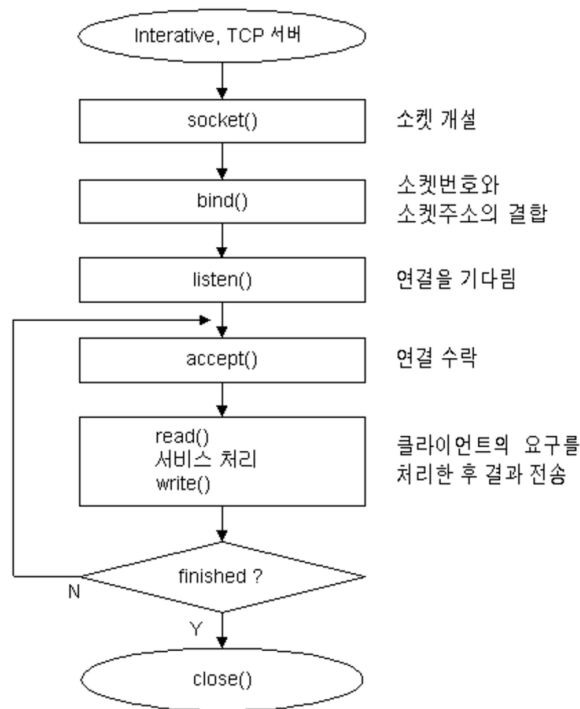 Interative, TCP 서버
socket()
소켓 개설
bind()
소켓번호와
소켓주소의 결합
listen()
연결을 기다림
accept()
연결 수락
read()
서비스 처리
write()
클라이언트의 요구를
처리한 후 결과 전송
finished ?
N
Y
close()